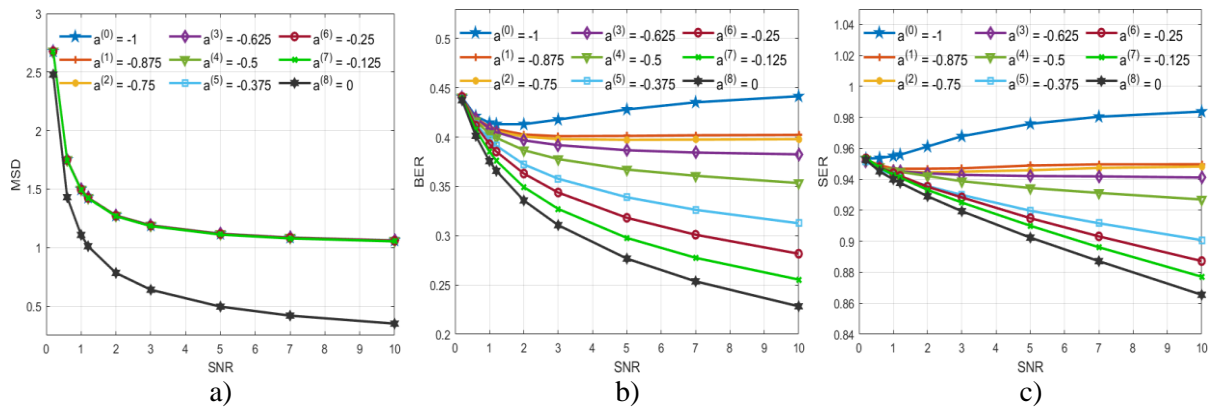 3
2.5
2
1.5
1
0.5
MSD
a(0) = -1 a(3) = -0.625 a(6) = -0.25
a(1) = -0.875 a(4) = -0.5 a(7) = -0.125
a(2) = -0.75 a(5) = -0.375 a(8) = 0
0 1 2 3 4 5 6 7 8 9 10
SNR
a)
0.5
0.45
0.4
0.35
0.3
0.25
0.2
BER
a(0) = -1 a(3) = -0.625 a(6) = -0.25
a(1) = -0.875 a(4) = -0.5 a(7) = -0.125
a(2) = -0.75 a(5) = -0.375 a(8) = 0
0 1 2 3 4 5 6 7 8 9 10
SNR
b)
1.04
1.02
1
0.98
0.96
0.94
0.92
0.9
0.88
0.86
0.84
SER
a(0) = -1 a(3) = -0.625 a(6) = -0.25
a(1) = -0.875 a(4) = -0.5 a(7) = -0.125
a(2) = -0.75 a(5) = -0.375 a(8) = 0
0 1 2 3 4 5 6 7 8 9 10
SNR
c)